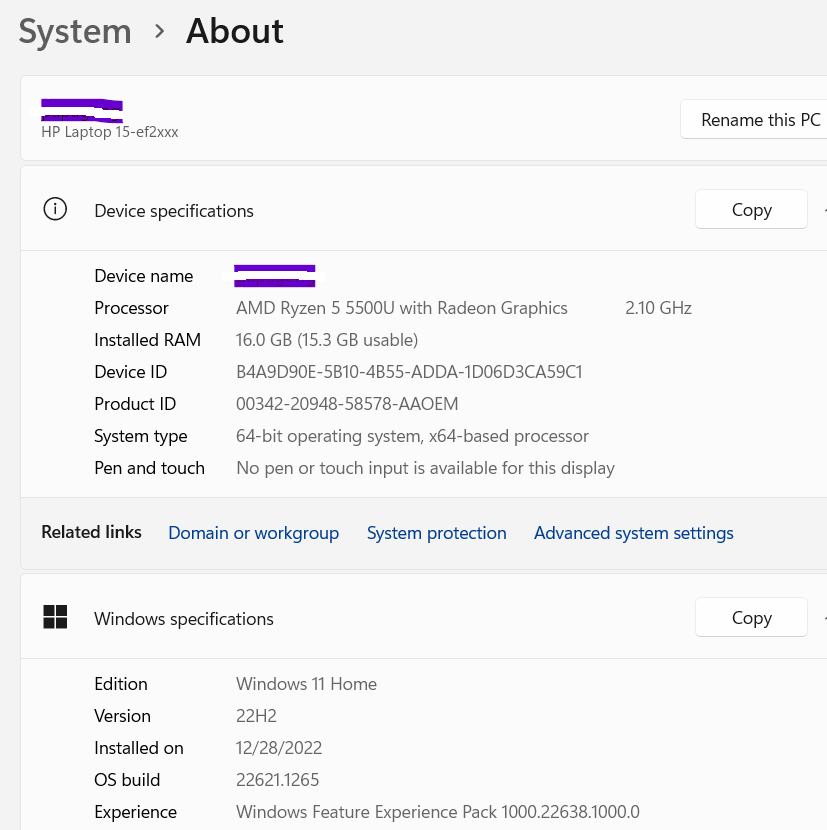 System > About
HP Laptop 15-ef2xxx
Rename this PC
Device specifications
Copy
Device name
Processor AMD Ryzen 5 5500U with Radeon Graphics 2.10 GHz
Installed RAM 16.0 GB (15.3 GB usable)
Device ID B4A9D90E-5B10-4B55-ADDA-1D06D3CA59C1
Product ID 00342-20948-58578-AAOEM
System type 64-bit operating system, x64-based processor
Pen and touch No pen or touch input is available for this display
Related links Domain or workgroup System protection Advanced system settings
Windows specifications
Copy
Edition Windows 11 Home
Version 22H2
Installed on 12/28/2022
OS build 22621.1265
Experience Windows Feature Experience Pack 1000.22638.1000.0